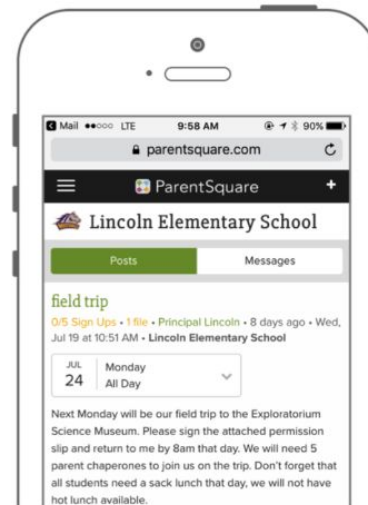 Mail LTE 9:58 AM 90%
parentsquare.com
ParentSquare +
Lincoln Elementary School
Posts Messages
field trip
0/5 Sign Ups • 1 file • Principal Lincoln • 8 days ago • Wed,
Jul 19 at 10:51 AM • Lincoln Elementary School
JUL Monday
24 All Day
Next Monday will be our field trip to the Exploratorium
Science Museum. Please sign the attached permission
slip and return to me by 8am that day. We will need 5
parent chaperones to join us on the trip. Don't forget that
all students need a sack lunch that day, we will not have
hot lunch available.